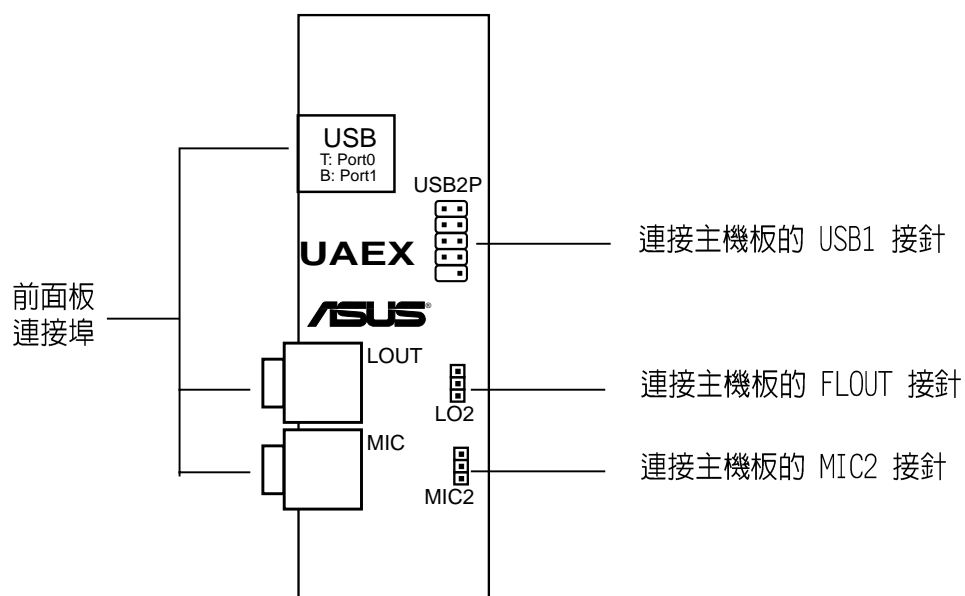 USB
T: Port0
B: Port1
USB2P
連接主機板的 USB1 接針
UAEX
前面板
連接埠
ASUS®
LOUT
連接主機板的 FLOUT 接針
LO2
MIC
連接主機板的 MIC2 接針
MIC2